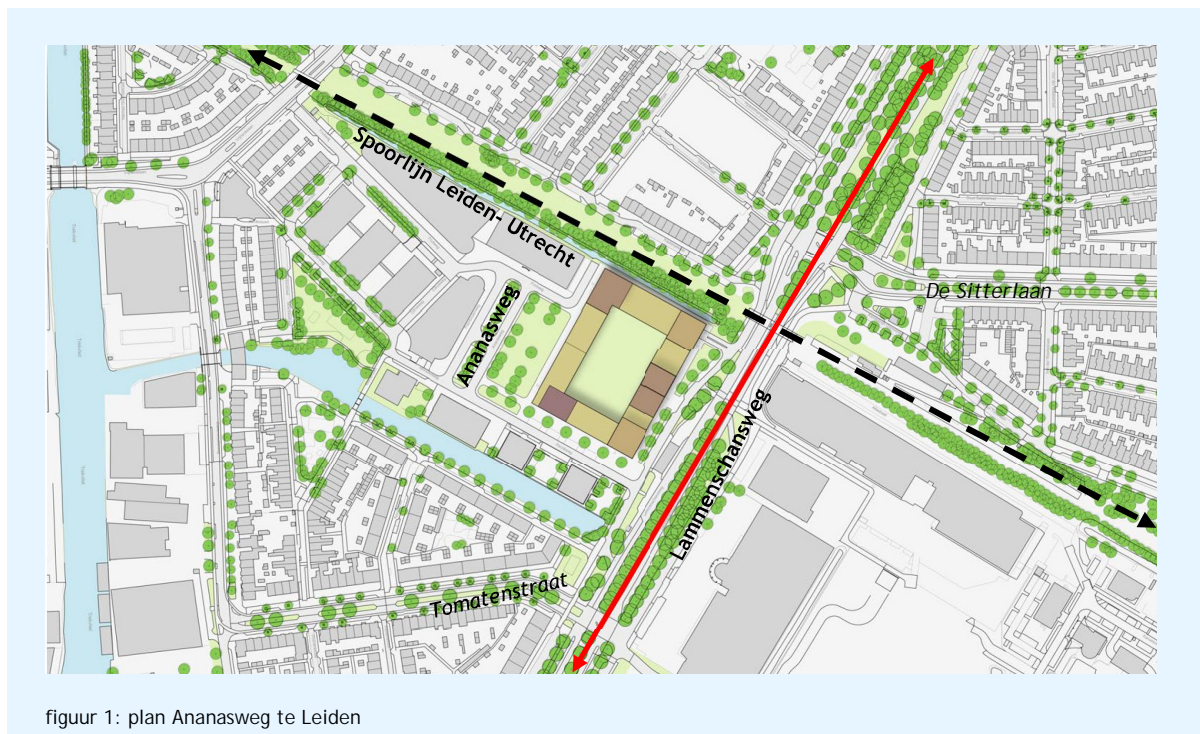 Spoorlijn Leiden- Utrecht
Ananasweg
De Sitterlaan
Lammenschansweg
Tomatenstraat
figuur 1: plan Ananasweg te Leiden